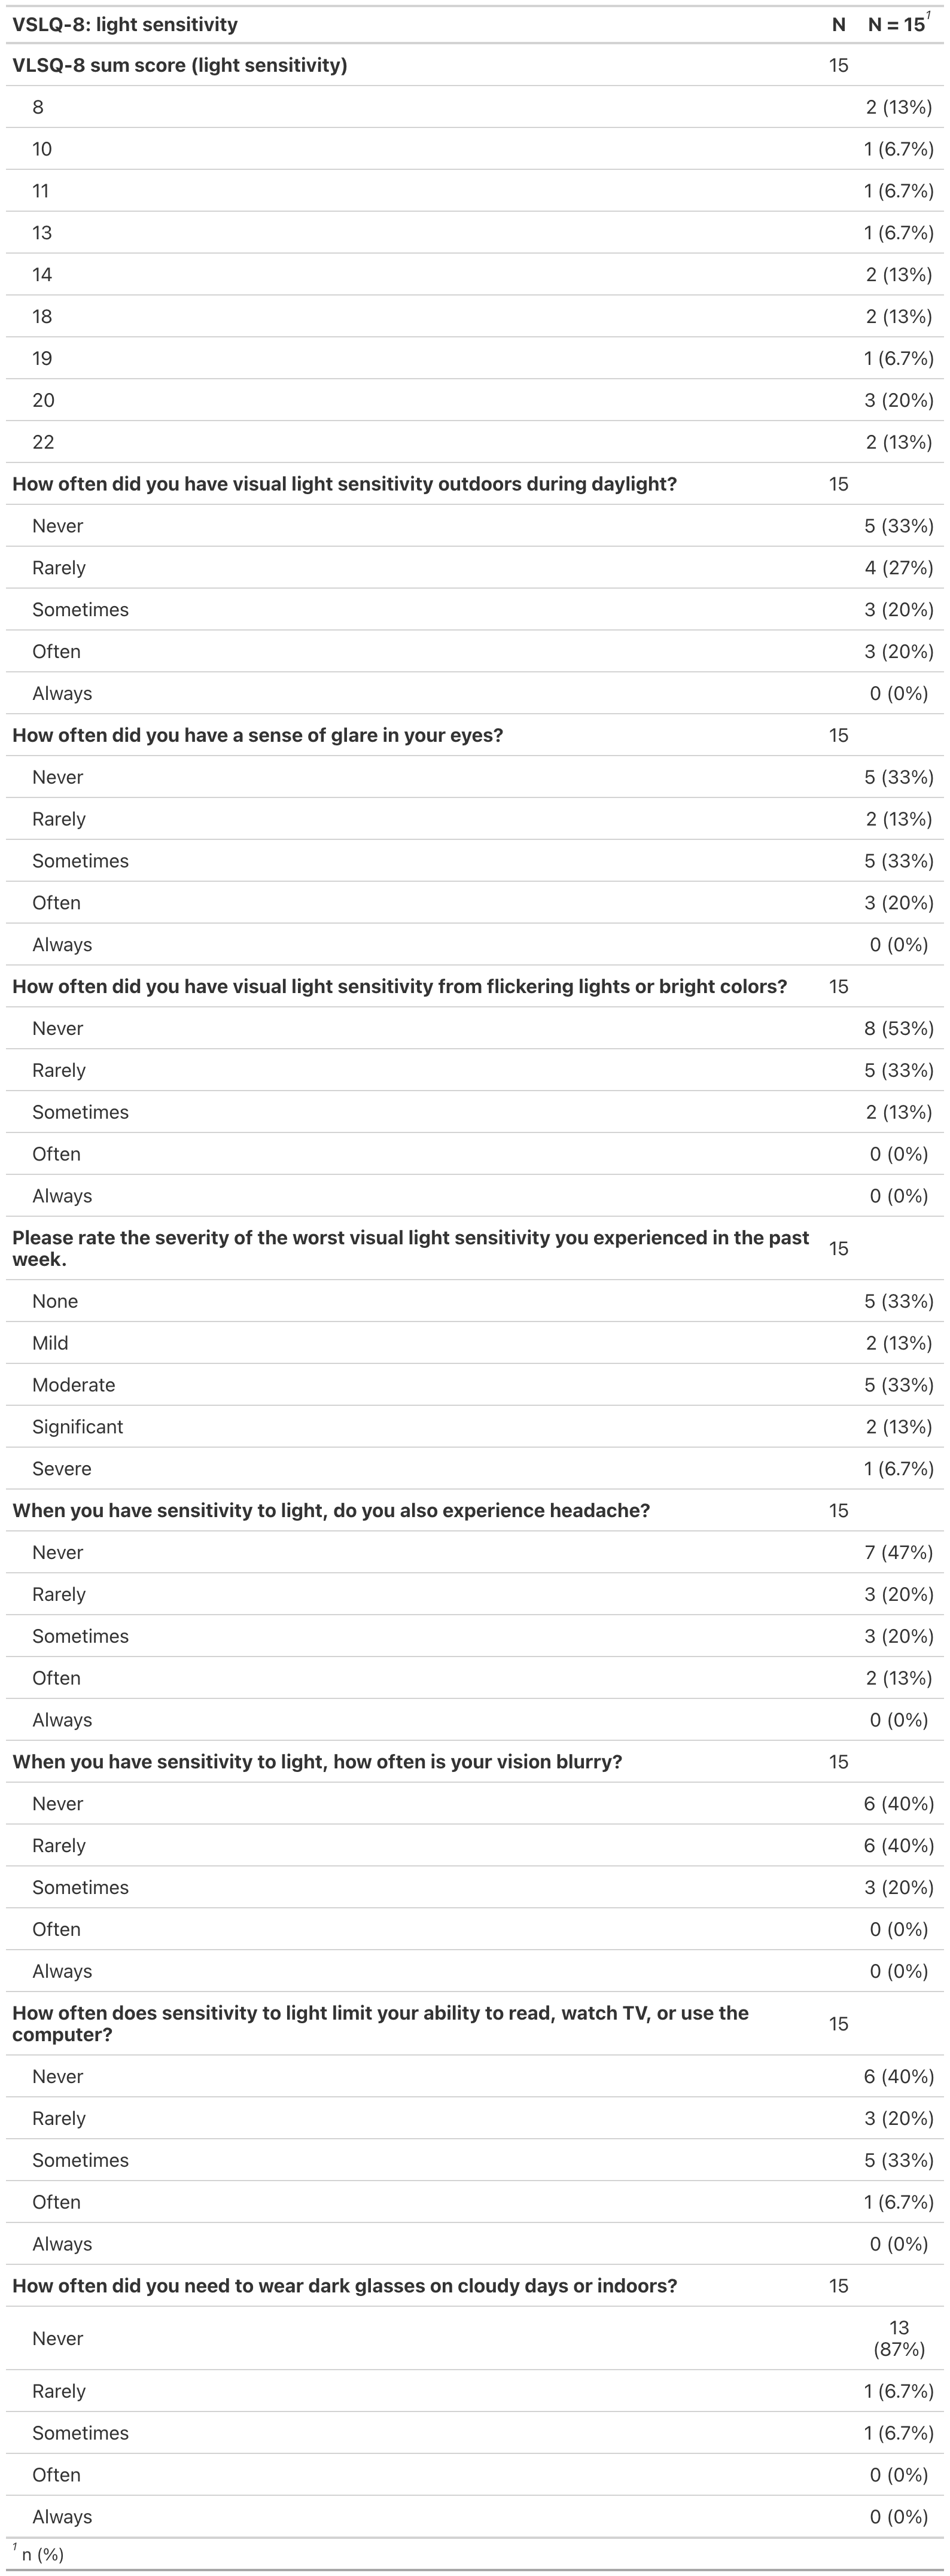 VSLQ-8: light sensitivity N N = 15 1
VLSQ-8 sum score (light sensitivity) 15
8 2 (13%)
10 1 (6.7%)
11 1 (6.7%)
13 1 (6.7%)
14 2 (13%)
18 2 (13%)
19 1 (6.7%)
20 3 (20%)
22 2 (13%)
How often did you have visual light sensitivity outdoors during daylight? 15
Never 5 (33%)
Rarely 4 (27%)
Sometimes 3 (20%)
Often 3 (20%)
Always 0 (0%)
How often did you have a sense of glare in your eyes? 15
Never 5 (33%)
Rarely 2 (13%)
Sometimes 5 (33%)
Often 3 (20%)
Always 0 (0%)
How often did you have visual light sensitivity from flickering lights or bright colors? 15
Never 8 (53%)
Rarely 5 (33%)
Sometimes 2 (13%)
Often 0 (0%)
Always 0 (0%)
Please rate the severity of the worst visual light sensitivity you experienced in the past
week. 15
None 5 (33%)
Mild 2 (13%)
Moderate 5 (33%)
Significant 2 (13%)
Severe 1 (6.7%)
When you have sensitivity to light, do you also experience headache? 15
Never 7 (47%)
Rarely 3 (20%)
Sometimes 3 (20%)
Often 2 (13%)
Always 0 (0%)
When you have sensitivity to light, how often is your vision blurry? 15
Never 6 (40%)
Rarely 6 (40%)
Sometimes 3 (20%)
Often 0 (0%)
Always 0 (0%)
How often does sensitivity to light limit your ability to read, watch TV, or use the
computer? 15
Never 6 (40%)
Rarely 3 (20%)
Sometimes 5 (33%)
Often 1 (6.7%)
Always 0 (0%)
How often did you need to wear dark glasses on cloudy days or indoors? 15
Never 13
(87%)
Rarely 1 (6.7%)
Sometimes 1 (6.7%)
Often 0 (0%)
Always 0 (0%)
1 n (%)